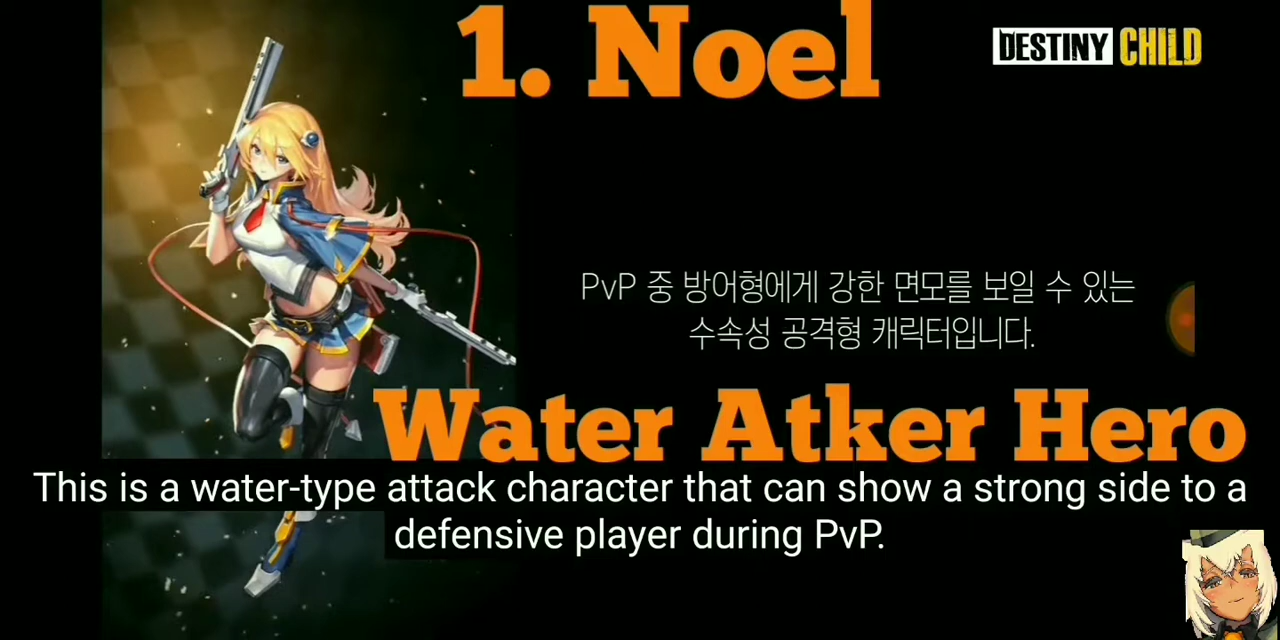 1. Noel
DESTINY CHILD
PvP 중 방어형에게 강한 면모를 보일 수 있는
수속성 공격형 캐릭터입니다.
Water Atker Hero
This is a water-type attack character that can show a strong side to a
defensive player during PvP.